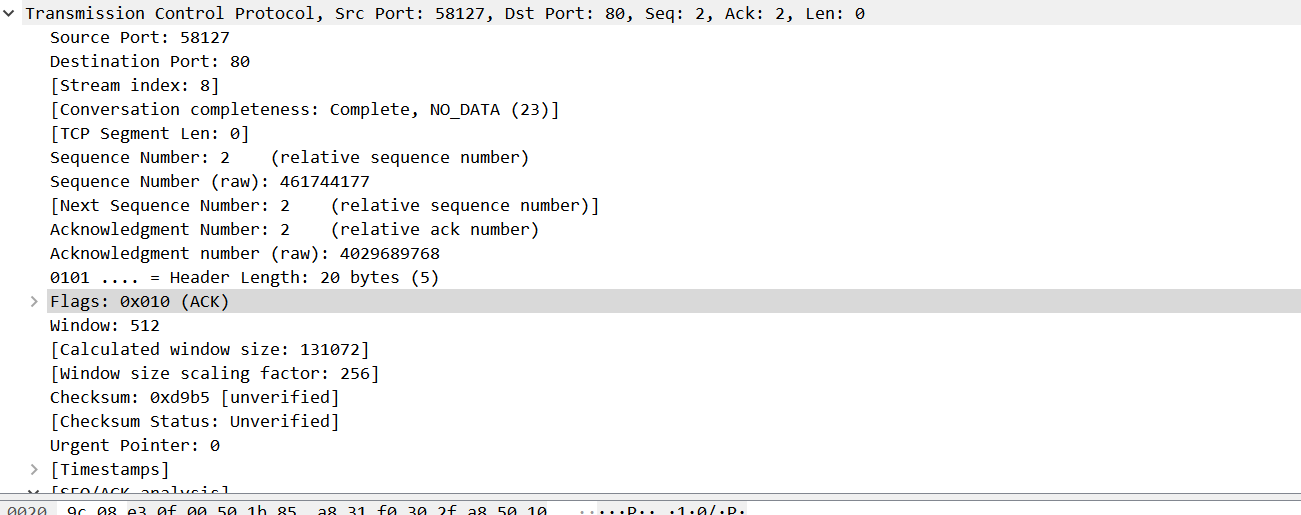 Transmission Control Protocol, Src Port: 58127, Dst Port: 80, Seq: 2, Ack: 2, Len: 0
Source Port: 58127
Destination Port: 80
[Stream index: 8]
[Conversation completeness: Complete, NO_DATA (23)]
[TCP Segment Len: 0]
Sequence Number: 2    (relative sequence number)
Sequence Number (raw): 461744177
[Next Sequence Number: 2    (relative sequence number)]
Acknowledgment Number: 2    (relative ack number)
Acknowledgment number (raw): 4029689768
0101 .... = Header Length: 20 bytes (5)
Flags: 0x010 (ACK)
Window: 512
[Calculated window size: 131072]
[Window size scaling factor: 256]
Checksum: 0xd9b5 [unverified]
[Checksum Status: Unverified]
Urgent Pointer: 0
[Timestamps]
[SEQ/ACK analysis]
0020  9c 08 e3 0f 00 50 1b 85  a8 31 f0 30 2f a8 50 10  ·····P·· ·1·0/·P·